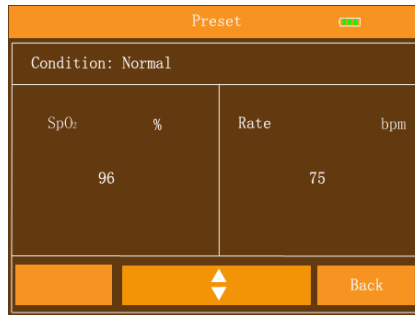 Preset
Condition: Normal
SpO₂ % Rate bpm
96 75
Back